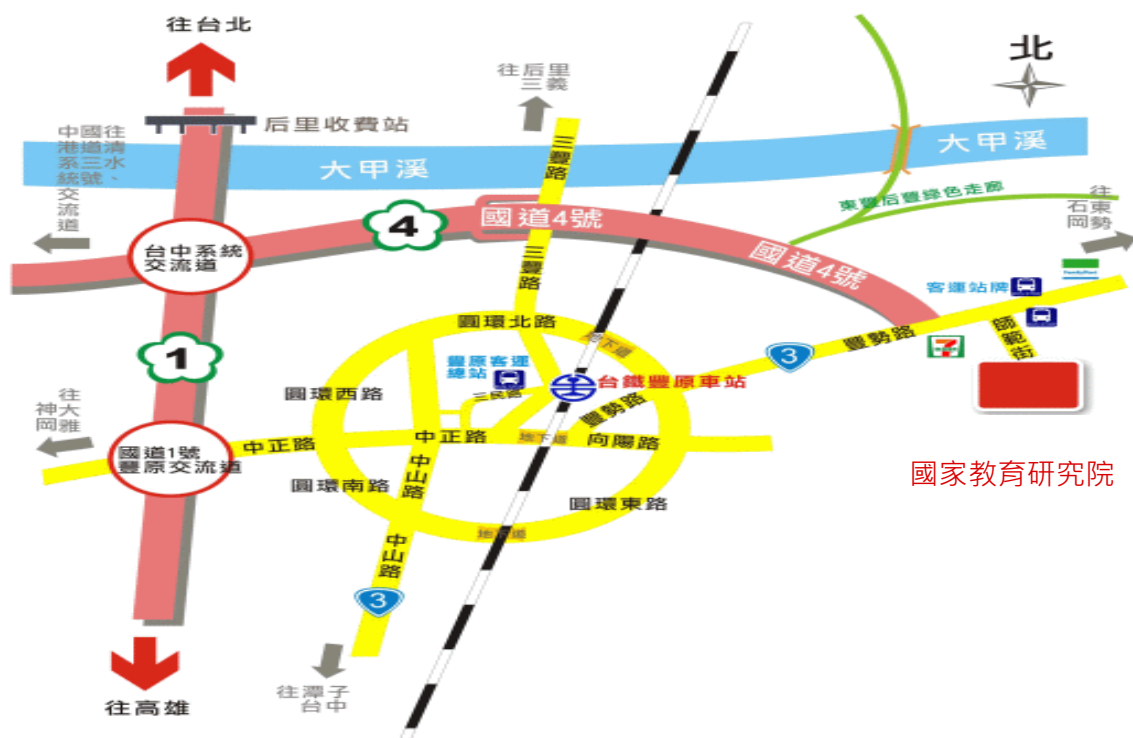 往台北
往后里
三義
北
后里收費站
往清水、
國道三號
中港系統交流道
大甲溪
大甲溪
三豐路
東豐后豐綠色走廊
往東勢
石岡
4
國道4號
國道4號
台中系統
交流道
三豐路
客運站牌
FamilyMart
圓環北路
地下道
豐勢路
師範街
1
3
7
豐原客運
總站
台鐵豐原車站
往大雅
神岡
圓環西路
三民路
豐勢路
國道1號
豐原交流道
中正路
中正路
地下道
向陽路
國家教育研究院
中山路
圓環南路
圓環東路
地下道
中山路
3
往潭子
台中
往高雄